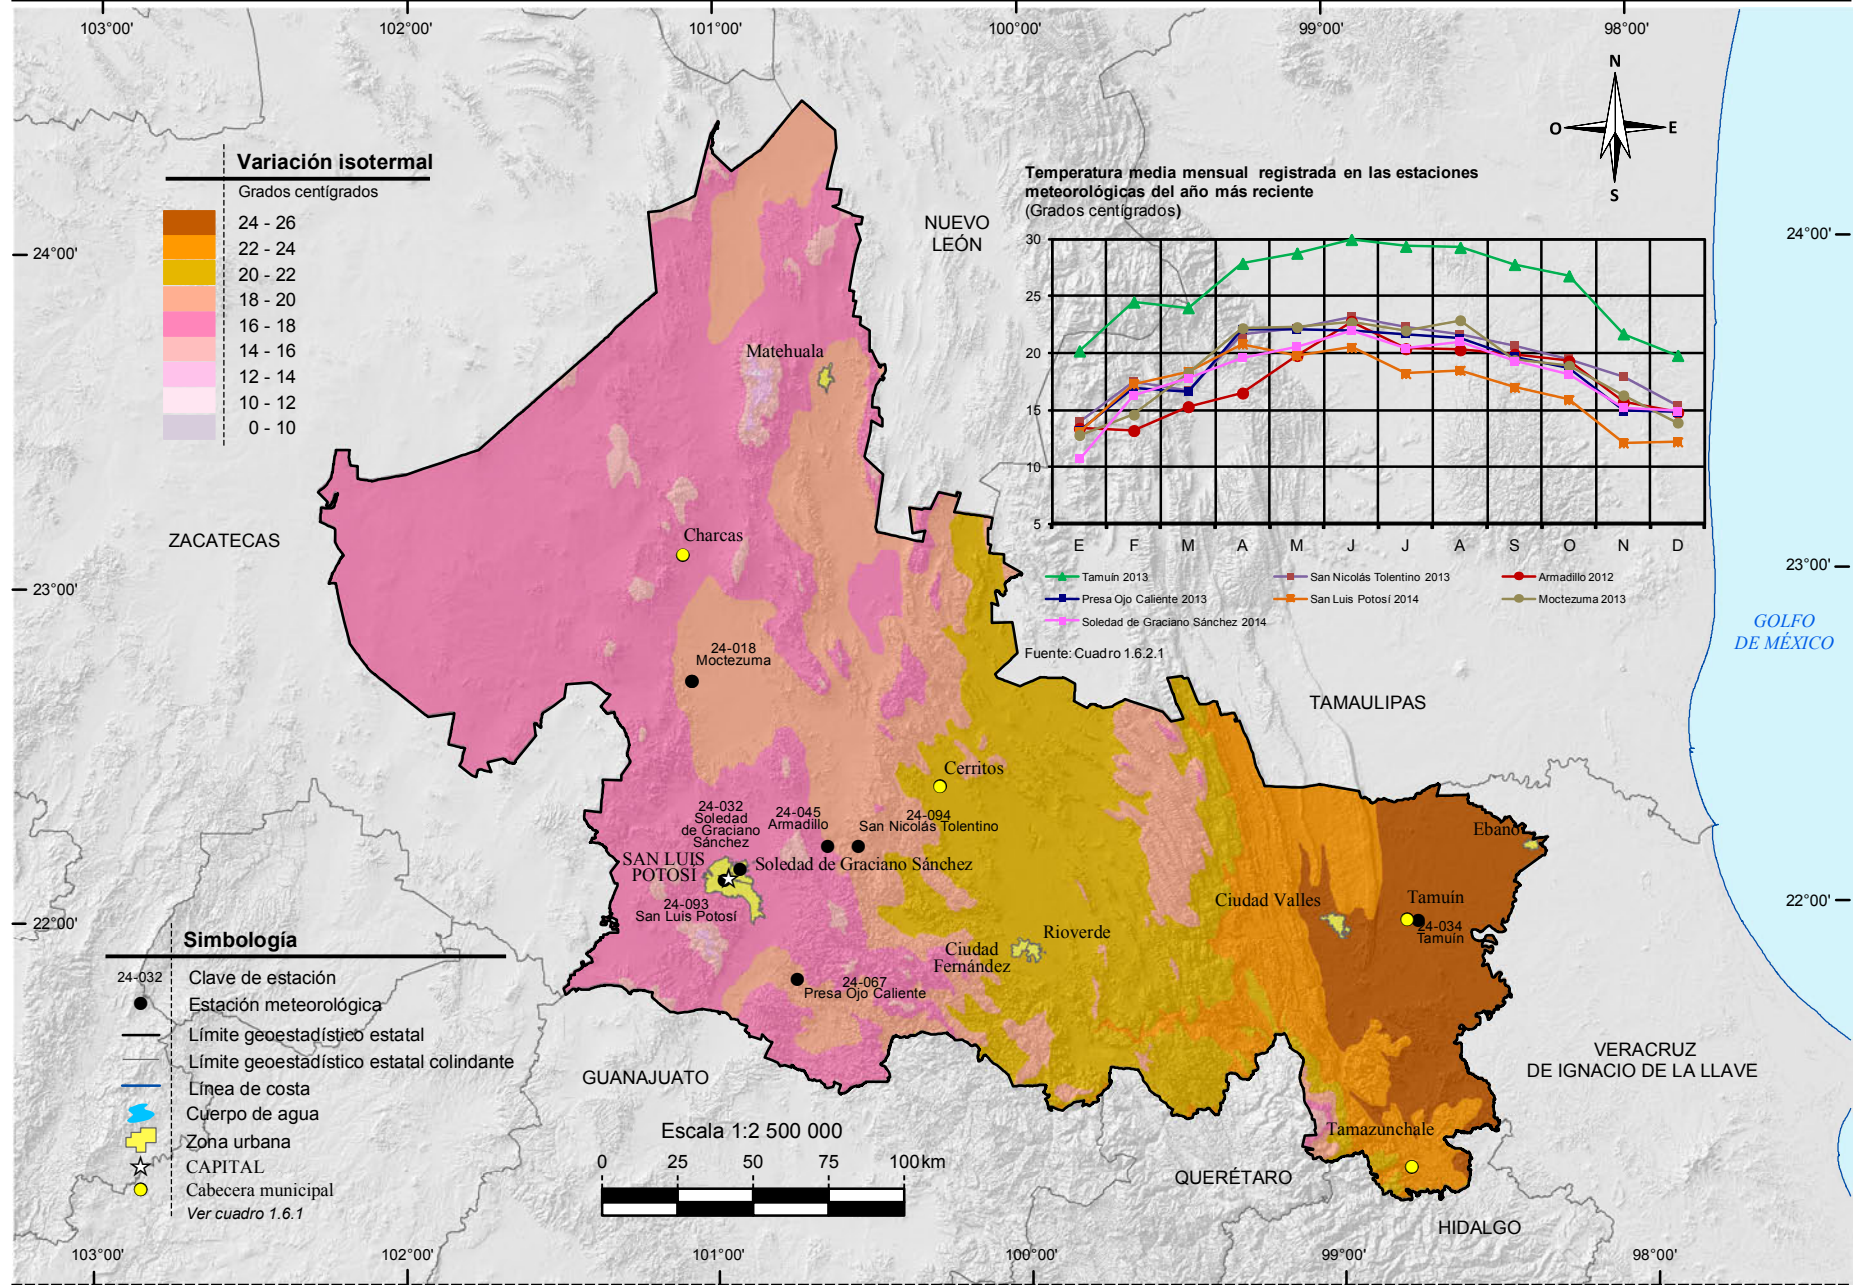 103°00'
102°00'
101°00'
100°00'
99°00'
98°00'
N
O
E
S
Variación isotermal
Grados centígrados
24 - 26
22 - 24
20 - 22
18 - 20
16 - 18
14 - 16
12 - 14
10 - 12
0 - 10
Temperatura media mensual registrada en las estaciones
meteorológicas del año más reciente
(Grados centígrados)
30
25
20
15
10
5
E F M A M J J A S O N D
Tamuín 2013
San Nicolás Tolentino 2013
Armadillo 2012
Presa Ojo Caliente 2013
San Luis Potosí 2014
Moctezuma 2013
Soledad de Graciano Sánchez 2014
Fuente: Cuadro 1.6.2.1
24°00'
24°00'
23°00'
23°00'
22°00'
22°00'
NUEVO
LEÓN
ZACATECAS
TAMAULIPAS
GOLFO
DE MÉXICO
VERACRUZ
DE IGNACIO DE LA LLAVE
GUANAJUATO
QUERÉTARO
HIDALGO
Matehuala
Charcas
24-018
Moctezuma
Cerritos
24-032
Soledad
de Graciano
Sánchez
24-045
Armadillo
24-094
San Nicolás Tolentino
SAN LUIS
POTOSÍ
Soledad de Graciano Sánchez
24-093
San Luis Potosí
24-067
Presa Ojo Caliente
Ciudad
Fernández
Rioverde
Ciudad Valles
Ebano
Tamuín
24-034
Tamuín
Tamazunchale
Simbología
24-032 Clave de estación
Estación meteorológica
Límite geoestadístico estatal
Límite geoestadístico estatal colindante
Línea de costa
Cuerpo de agua
Zona urbana
CAPITAL
Cabecera municipal
Ver cuadro 1.6.1
Escala 1:2 500 000
0 25 50 75 100 km
103°00'
102°00'
101°00'
100°00'
99°00'
98°00'